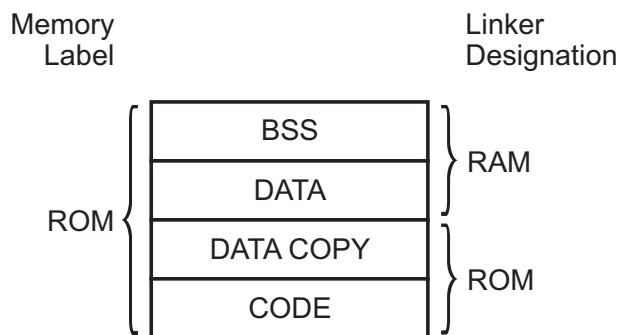 Memory
Label
Linker
Designation
BSS
DATA
RAM
ROM
DATA COPY
CODE
ROM